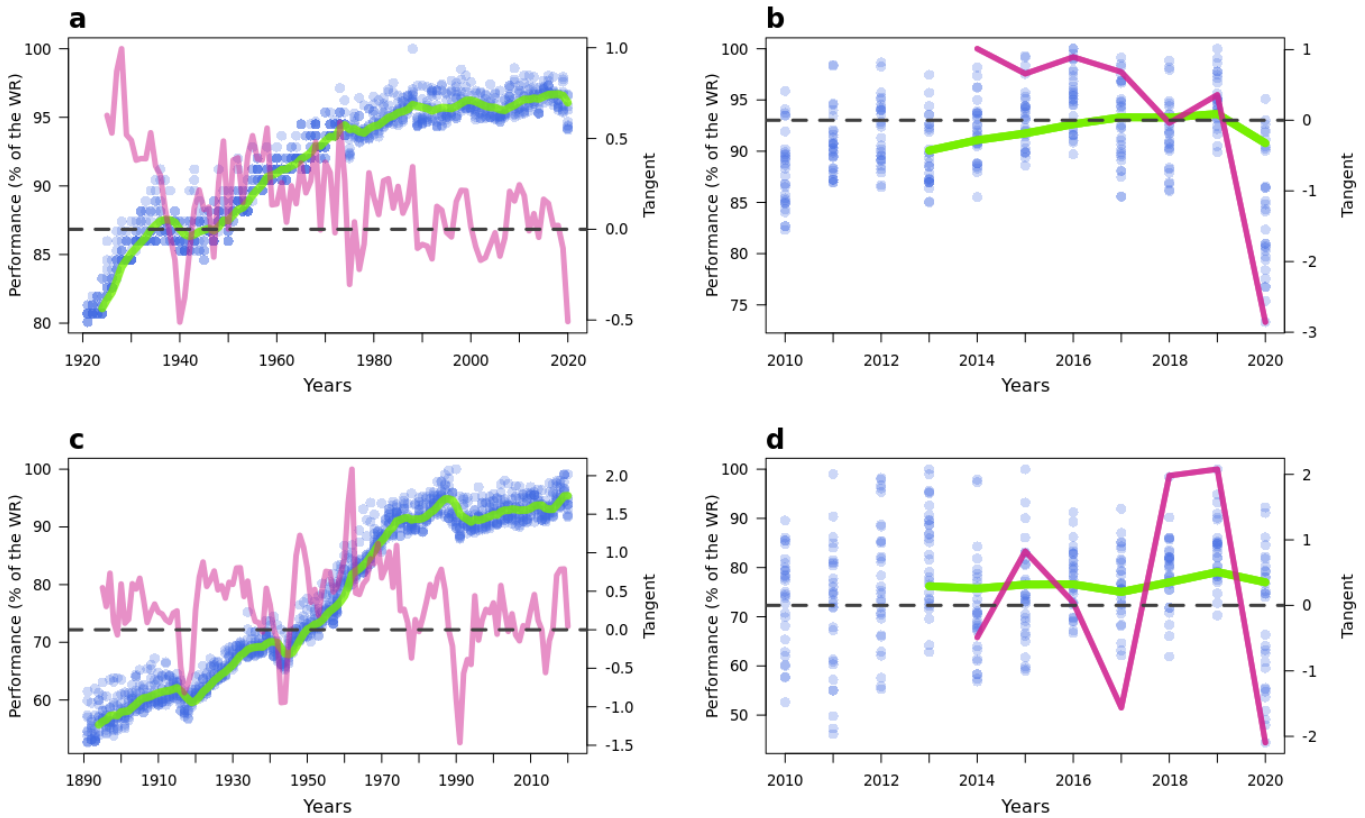 a
100
95
90
85
80
Performance (% of the WR)
1.0
0.5
0.0
-0.5
Tangent
1920 1940 1960 1980 2000 2020
Years
b
100
95
90
85
80
75
Performance (% of the WR)
1
0
-1
-2
-3
Tangent
2010 2012 2014 2016 2018 2020
Years
c
100
90
80
70
60
Performance (% of the WR)
2.0
1.5
1.0
0.5
0.0
-0.5
-1.0
-1.5
Tangent
1890 1910 1930 1950 1970 1990 2010
Years
d
100
90
80
70
60
50
Performance (% of the WR)
2
1
0
-1
-2
Tangent
2010 2012 2014 2016 2018 2020
Years